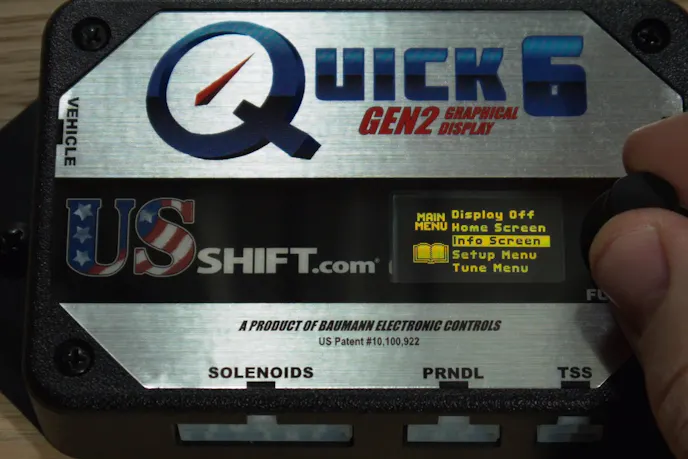 QUICK 6
GEN2 GRAPHICAL
DISPLAY
VEHICLE
US SHIFT.com®
MAIN
MENU
Display Off
Home Screen
Info Screen
Setup Menu
Tune Menu
A PRODUCT OF BAUMANN ELECTRONIC CONTROLS
US Patent #10,100,922
SOLENOIDS
PRNDL
TSS